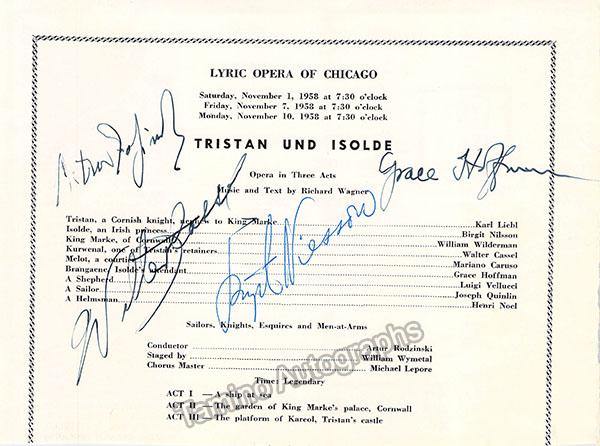 LYRIC OPERA OF CHICAGO
Saturday, November 1, 1958 at 7:30 o'clock
Friday, November 7, 1958 at 7:30 o'clock
Monday, November 10, 1958 at 7:30 o'clock
TRISTAN UND ISOLDE
Artur Rodzinski
Grace Hoffman
Opera in Three Acts
Music and Text by Richard Wagner
Walter Cassel
Birgit Nilsson
Tristan, a Cornish knight, nephew to King Marke Karl Liebl
Isolde, an Irish princess Birgit Nilsson
King Marke, of Cornwall William Wilderman
Kurwenal, one of Tristan's retainers Walter Cassel
Melot, a courtier Mariano Caruso
Brangaene, Isolde's attendant Grace Hoffman
A Shepherd Luigi Vellucci
A Sailor Joseph Quinlin
A Helmsman Henri Noel
Sailors, Knights, Esquires and Men-at-Arms
Conductor Artur Rodzinski
Staged by William Wymetal
Chorus Master Michael Lepore
Time: Legendary
ACT I —A ship at sea
ACT II —The garden of King Marke's palace, Cornwall
ACT III —The platform of Kareol, Tristan's castle
Tamino Autographs